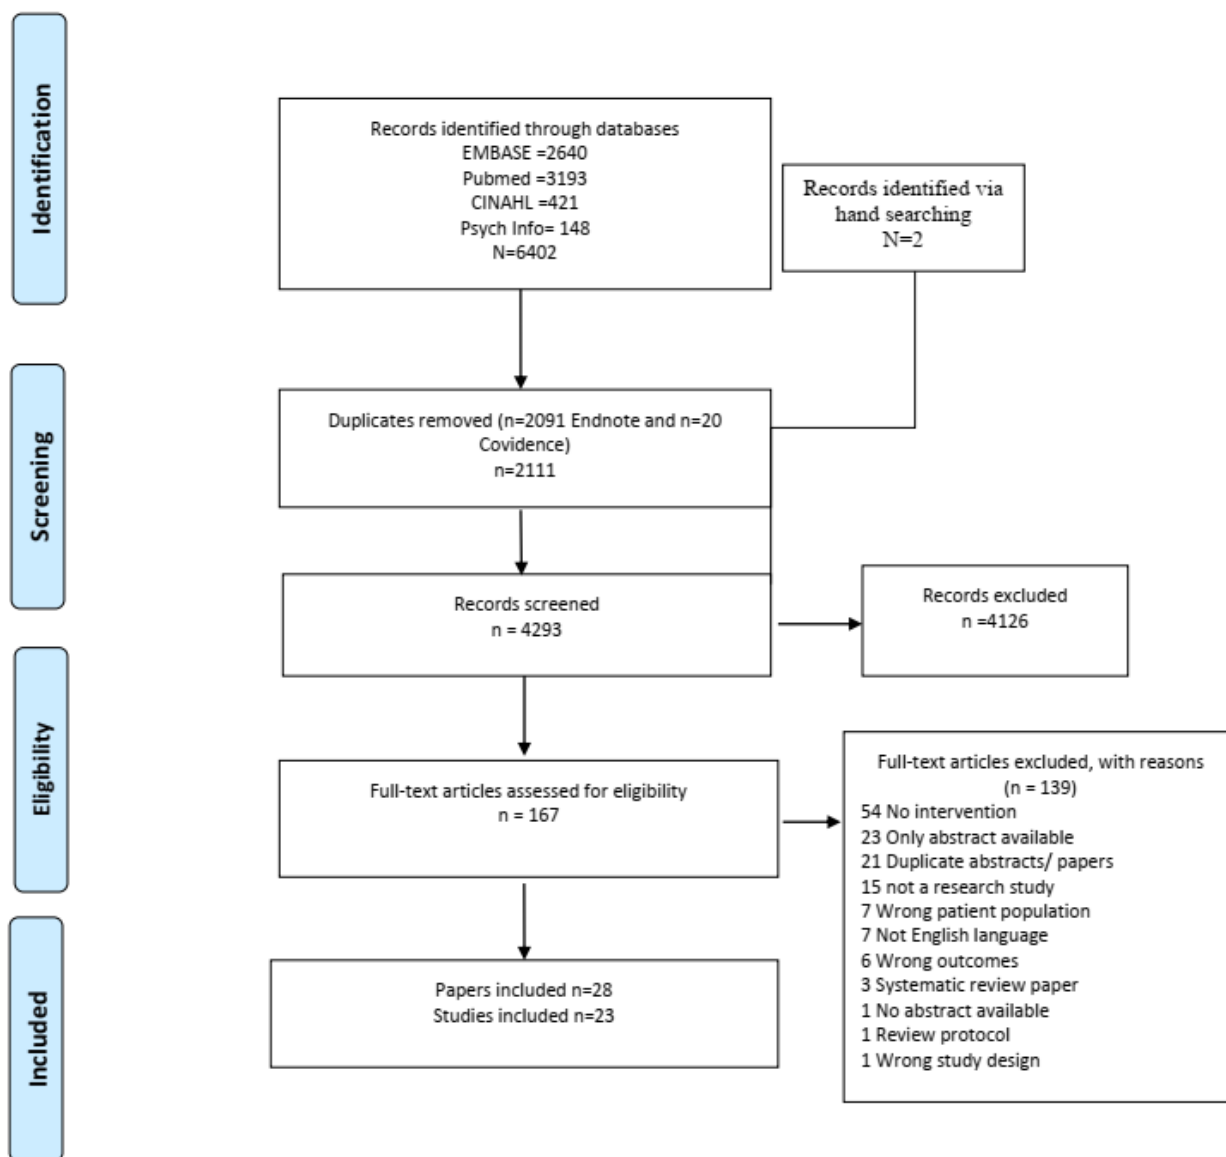 Identification
Records identified through databases
EMBASE =2640
Pubmed =3193
CINAHL =421
Psych Info= 148
N=6402
Records identified via
hand searching
N=2
Screening
Duplicates removed (n=2091 Endnote and n=20
Covidence)
n=2111
Records screened
n = 4293
Records excluded
n =4126
Eligibility
Full-text articles assessed for eligibility
n = 167
Full-text articles excluded, with reasons
(n = 139)
54 No intervention
23 Only abstract available
21 Duplicate abstracts/ papers
15 not a research study
7 Wrong patient population
7 Not English language
6 Wrong outcomes
3 Systematic review paper
1 No abstract available
1 Review protocol
1 Wrong study design
Included
Papers included n=28
Studies included n=23